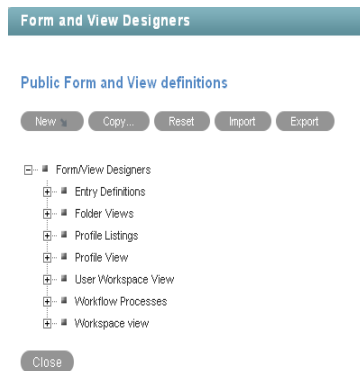 Form and View Designers
Public Form and View definitions
New Copy... Reset Import Export
Form/View Designers
Entry Definitions
Folder Views
Profile Listings
Profile View
User Workspace View
Workflow Processes
Workspace view
Close